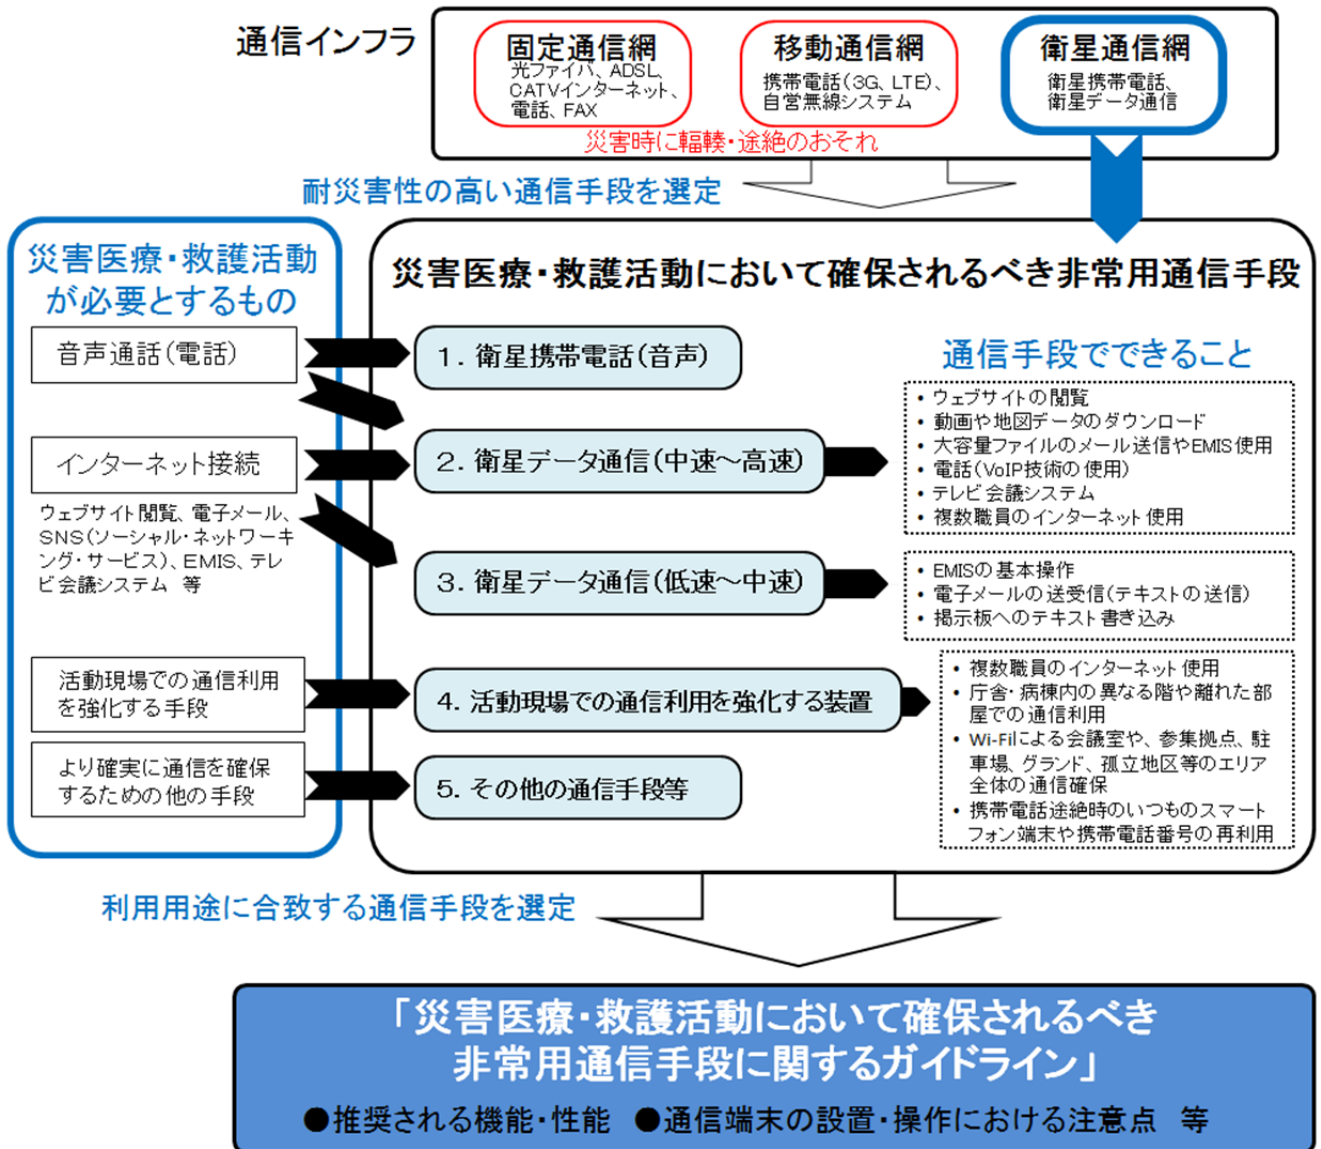 通信インフラ
固定通信網
光ファイバ、ADSL、
CATVインターネット、
電話、FAX
移動通信網
携帯電話(3G、LTE)、
自営無線システム
衛星通信網
衛星携帯電話、
衛星データ通信
災害時に輻輳・途絶のおそれ
耐災害性の高い通信手段を選定
災害医療・救護活動
が必要とするもの
音声通話(電話)
インターネット接続
ウェブサイト閲覧、電子メール、
SNS(ソーシャル・ネットワーキ
ング・サービス)、EMIS、テレ
ビ会議システム 等
活動現場での通信利用
を強化する手段
より確実に通信を確保
するための他の手段
災害医療・救護活動において確保されるべき非常用通信手段
1. 衛星携帯電話(音声)
2. 衛星データ通信(中速～高速)
3. 衛星データ通信(低速～中速)
4. 活動現場での通信利用を強化する装置
5. その他の通信手段等
通信手段でできること
• ウェブサイトの閲覧
• 動画や地図データのダウンロード
• 大容量ファイルのメール送信やEMIS使用
• 電話(VoIP技術の使用)
• テレビ会議システム
• 複数職員のインターネット使用
• EMISの基本操作
• 電子メールの送受信(テキストの送信)
• 掲示板へのテキスト書き込み
• 複数職員のインターネット使用
• 庁舎・病棟内の異なる階や離れた部
屋での通信利用
• Wi-Fiによる会議室や、参集拠点、駐
車場、グランド、孤立地区等のエリア
全体の通信確保
• 携帯電話途絶時のいつものスマート
フォン端末や携帯電話番号の再利用
利用用途に合致する通信手段を選定
「災害医療・救護活動において確保されるべき
非常用通信手段に関するガイドライン」
●推奨される機能・性能 ●通信端末の設置・操作における注意点 等